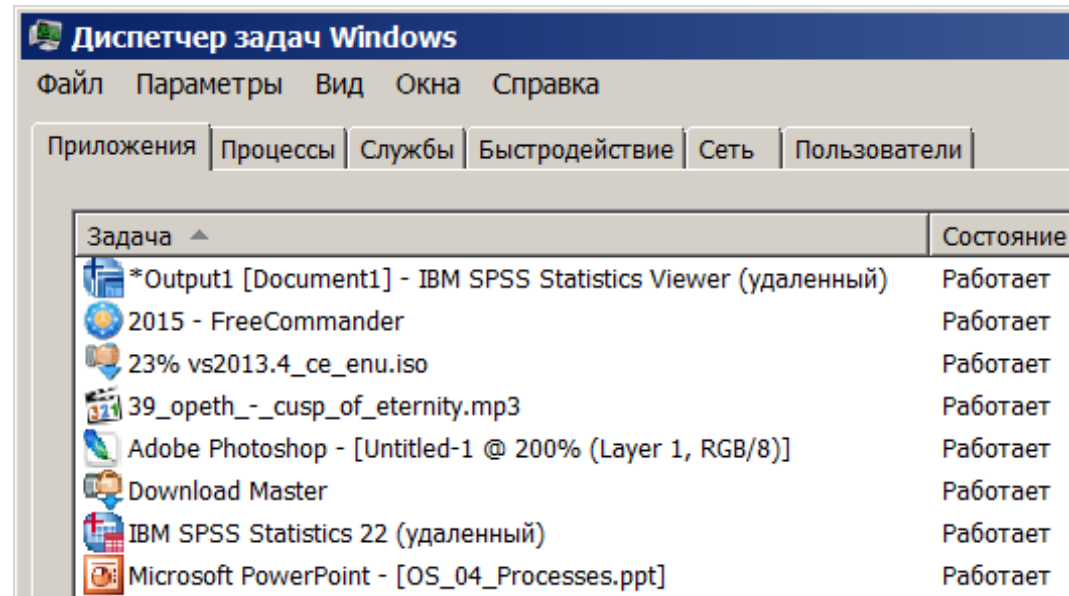 Диспетчер задач Windows
Файл Параметры Вид Окна Справка
Приложения Процессы Службы Быстродействие Сеть Пользователи
Задача Состояние
*Output1 [Document1] - IBM SPSS Statistics Viewer (удаленный) Работает
2015 - FreeCommander Работает
23% vs2013.4_ce_enu.iso Работает
39_opeth_-_cusp_of_eternity.mp3 Работает
Adobe Photoshop - [Untitled-1 @ 200% (Layer 1, RGB/8)] Работает
Download Master Работает
IBM SPSS Statistics 22 (удаленный) Работает
Microsoft PowerPoint - [OS_04_Processes.ppt] Работает